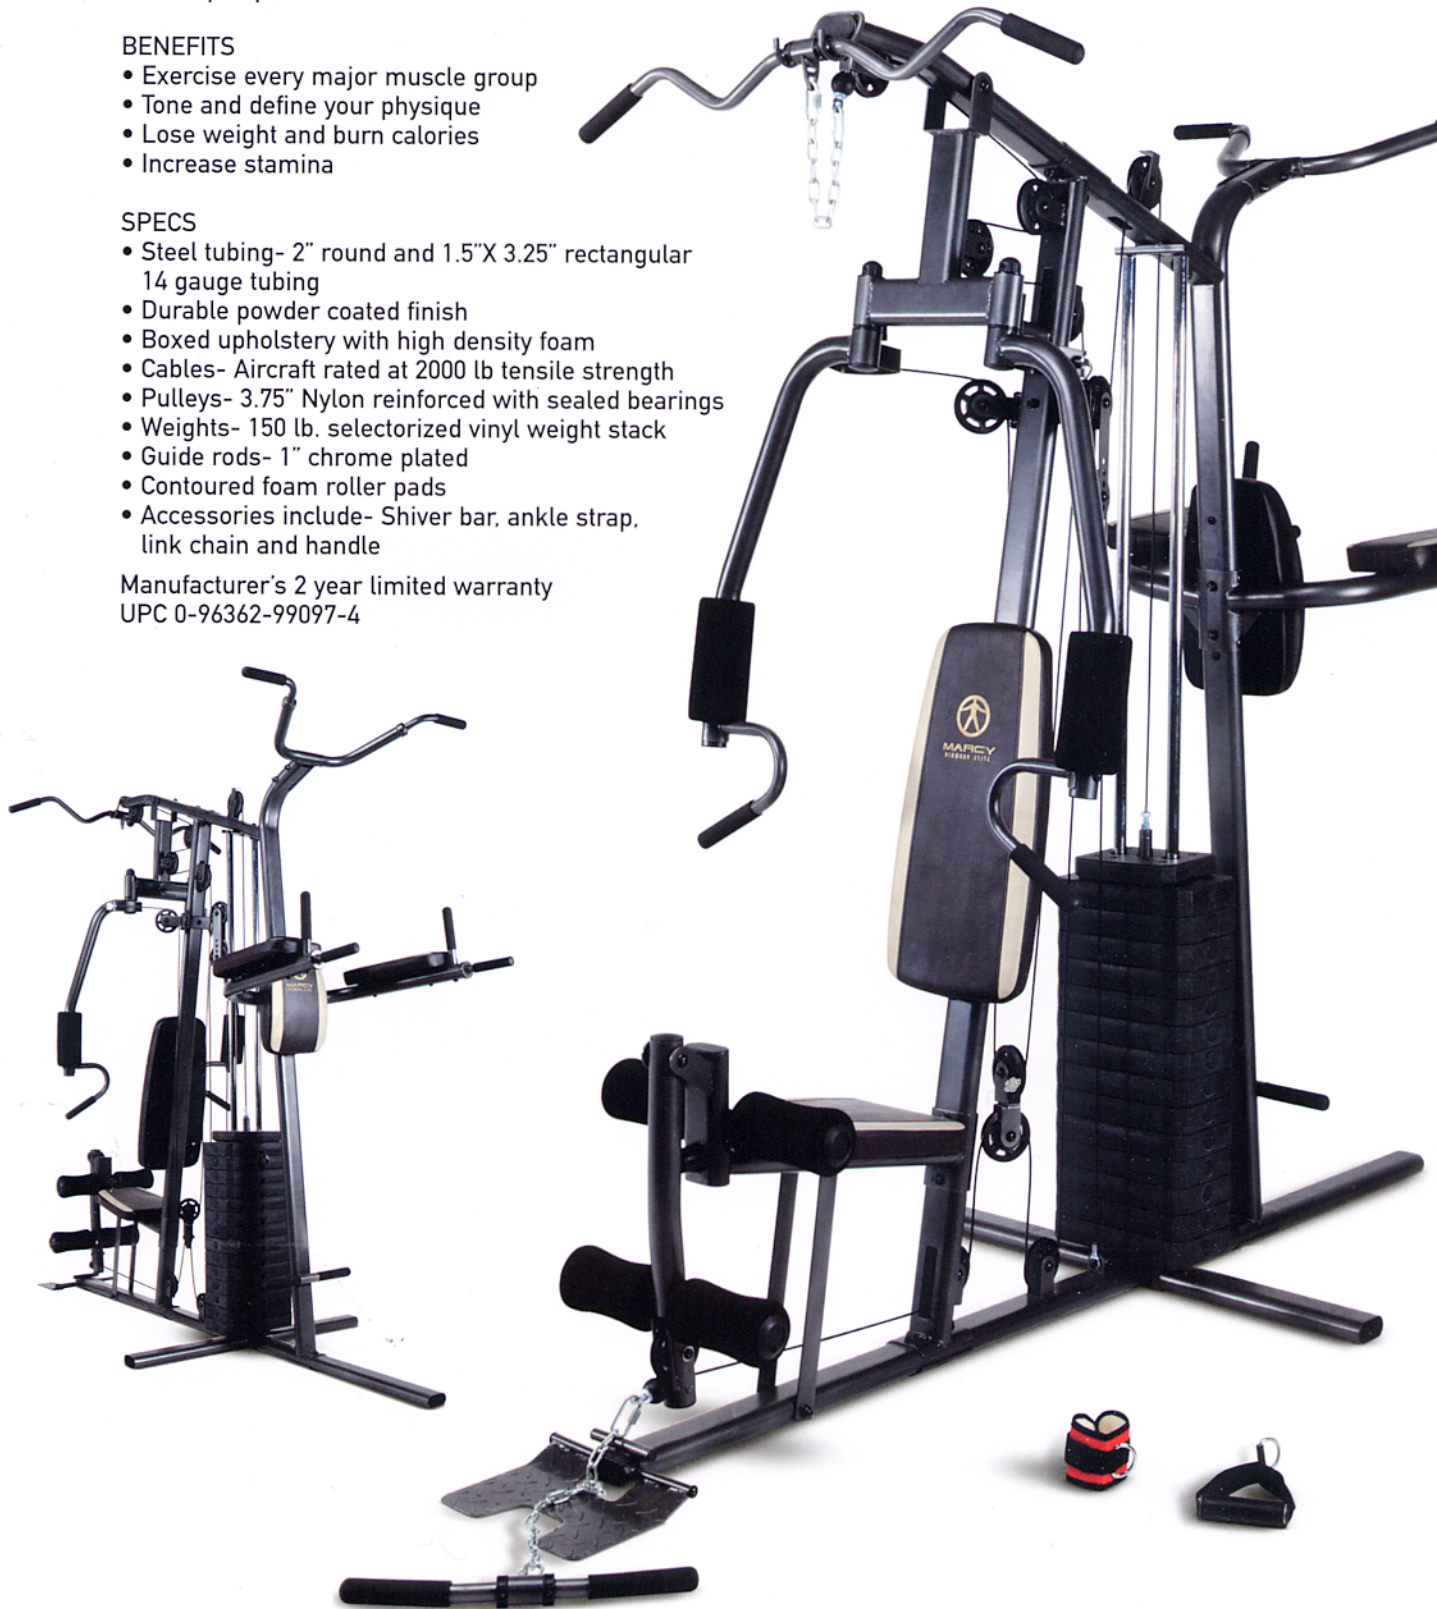 BENEFITS
• Exercise every major muscle group
• Tone and define your physique
• Lose weight and burn calories
• Increase stamina
SPECS
• Steel tubing- 2” round and 1.5”X 3.25” rectangular
14 gauge tubing
• Durable powder coated finish
• Boxed upholstery with high density foam
• Cables- Aircraft rated at 2000 lb tensile strength
• Pulleys- 3.75” Nylon reinforced with sealed bearings
• Weights- 150 lb. selectorized vinyl weight stack
• Guide rods- 1” chrome plated
• Contoured foam roller pads
• Accessories include- Shiver bar, ankle strap,
link chain and handle
Manufacturer’s 2 year limited warranty
UPC 0-96362-99097-4
MARCY
MARCY